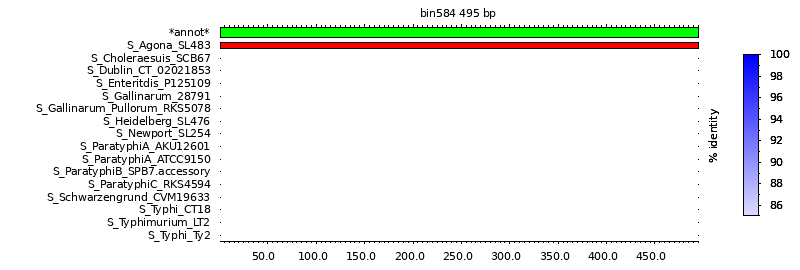 bin584 495 bp
*annot*
S_Agona_SL483
S_Choleraesuis_SCB67
S_Dublin_CT_02021853
S_Enteritdis_P125109
S_Gallinarum_28791
S_Gallinarum_Pullorum_RKS5078
S_Heidelberg_SL476
S_Newport_SL254
S_ParatyphiA_AKU12601
S_ParatyphiA_ATCC9150
S_ParatyphiB_SPB7.accessory
S_ParatyphiC_RKS4594
S_Schwarzengrund_CVM19633
S_Typhi_CT18
S_Typhimurium_LT2
S_Typhi_Ty2
50.0 100.0 150.0 200.0 250.0 300.0 350.0 400.0 450.0
% identity
100
98
96
94
92
90
88
86